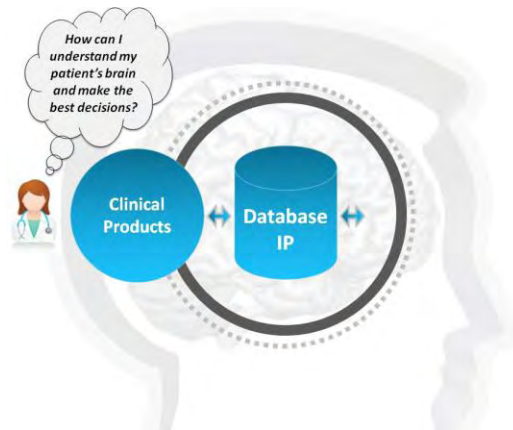 How can I
understand my
patient's brain
and make the
best decisions?
Clinical
Products
Database
IP